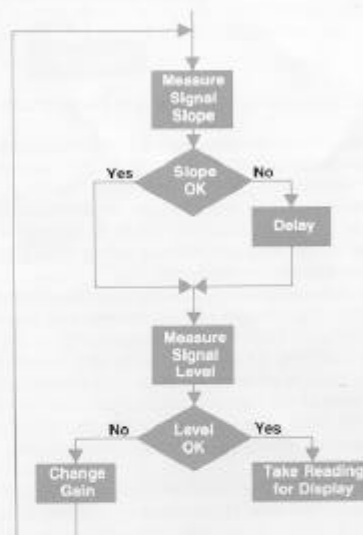 Measure
Signal
Slope
Yes
Slope
OK
No
Delay
Measure
Signal
Level
No
Level
OK
Yes
Change
Gain
Take Reading
for Display